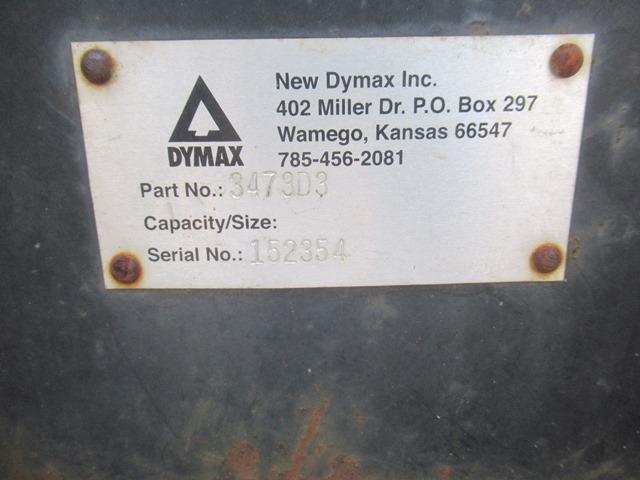 New Dymax Inc.
402 Miller Dr. P.O. Box 297
Wamego, Kansas 66547
785-456-2081
DYMAX
Part No.: 3473D3
Capacity/Size:
Serial No.: 152354